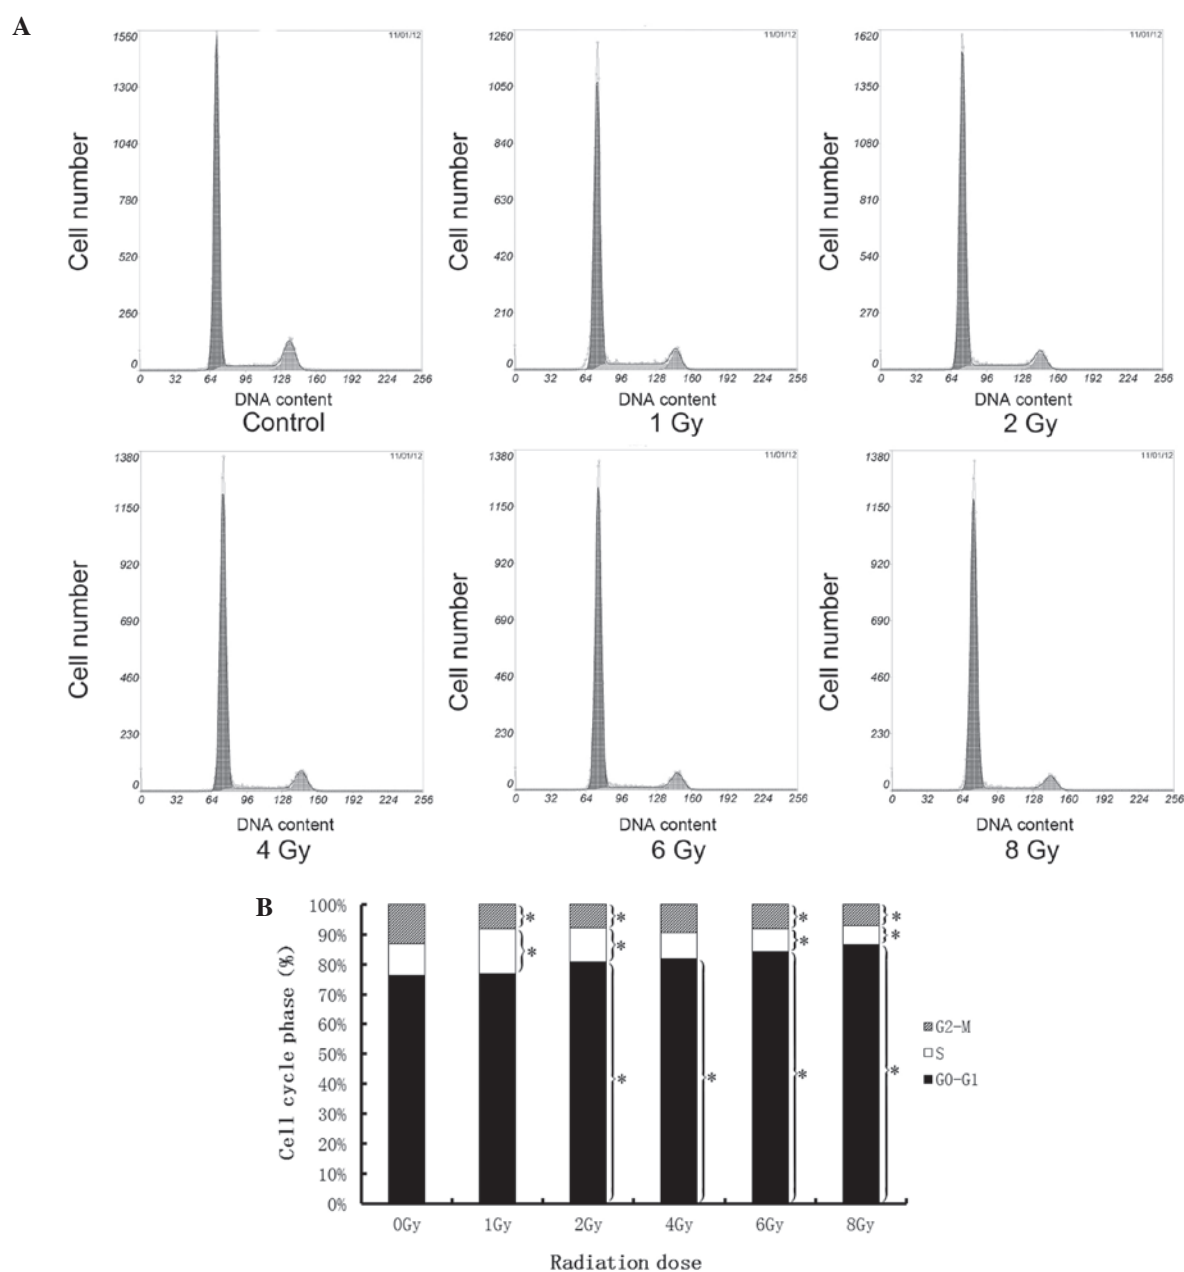 A
1550
1300
1040
780
520
260
0
Cell number
11/01/12
0 32 64 96 128 160 192 224 256
DNA content
Control
1260
1050
840
630
420
210
0
Cell number
11/01/12
0 32 64 96 128 160 192 224 256
DNA content
1 Gy
1620
1350
1080
810
540
270
0
Cell number
11/01/12
0 32 64 96 128 160 192 224 256
DNA content
2 Gy
1380
1150
920
690
460
230
0
Cell number
11/01/12
0 32 64 96 128 160 192 224 256
DNA content
4 Gy
1380
1150
920
690
460
230
0
Cell number
11/01/12
0 32 64 96 128 160 192 224 256
DNA content
6 Gy
1380
1150
920
690
460
230
0
Cell number
11/01/12
0 32 64 96 128 160 192 224 256
DNA content
8 Gy
B
Cell cycle phase (%)
100%
90%
80%
70%
60%
50%
40%
30%
20%
10%
0%
* * * *
* * * *
* * * *
0Gy 1Gy 2Gy 4Gy 6Gy 8Gy
Radiation dose
G2-M
S
G0-G1